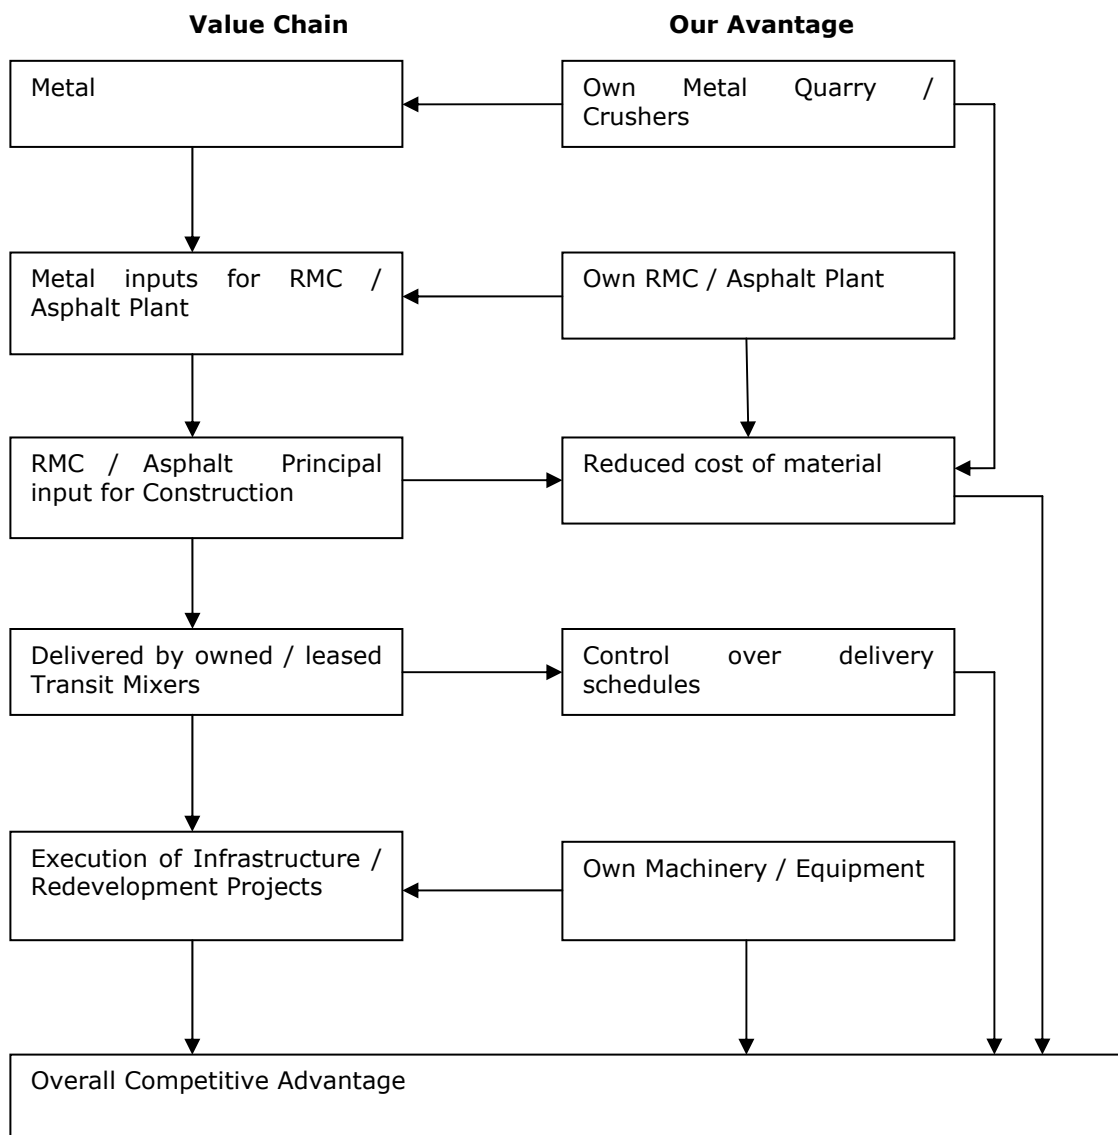 Value Chain
Our Avantage
Metal
Own Metal Quarry /
Crushers
Metal inputs for RMC /
Asphalt Plant
Own RMC / Asphalt Plant
RMC / Asphalt Principal
input for Construction
Reduced cost of material
Delivered by owned / leased
Transit Mixers
Control over delivery
schedules
Execution of Infrastructure /
Redevelopment Projects
Own Machinery / Equipment
Overall Competitive Advantage